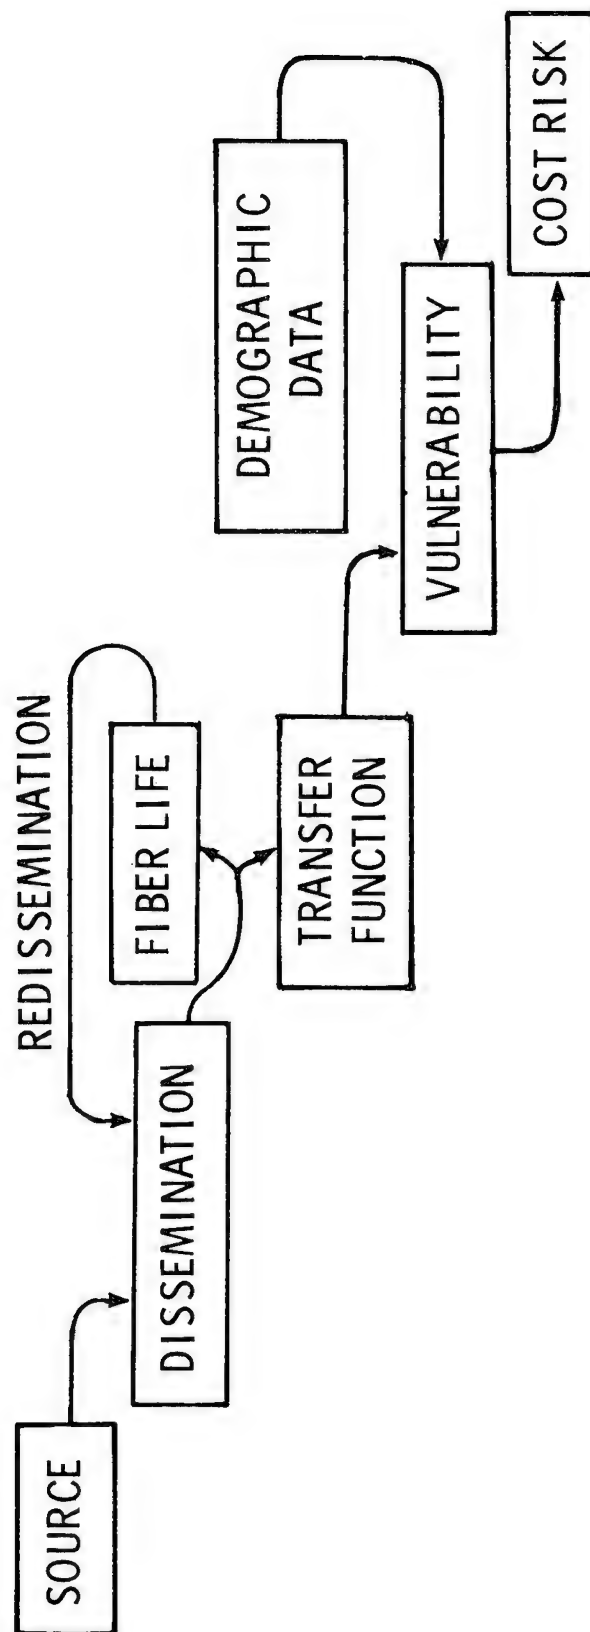 SOURCE
REDISSEMINATION
DISSEMINATION
FIBER LIFE
TRANSFER
FUNCTION
DEMOGRAPHIC
DATA
VULNERABILITY
COST RISK